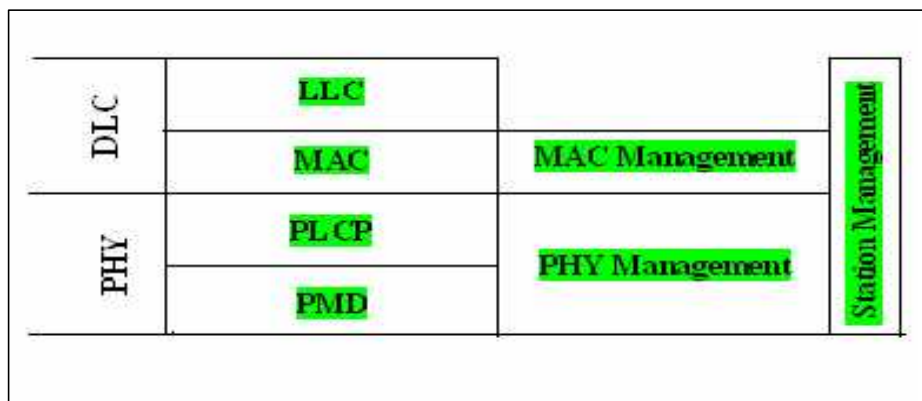 DLC
LLC
MAC
MAC Management
PHY
PLCP
PHY Management
PMD
Station Management